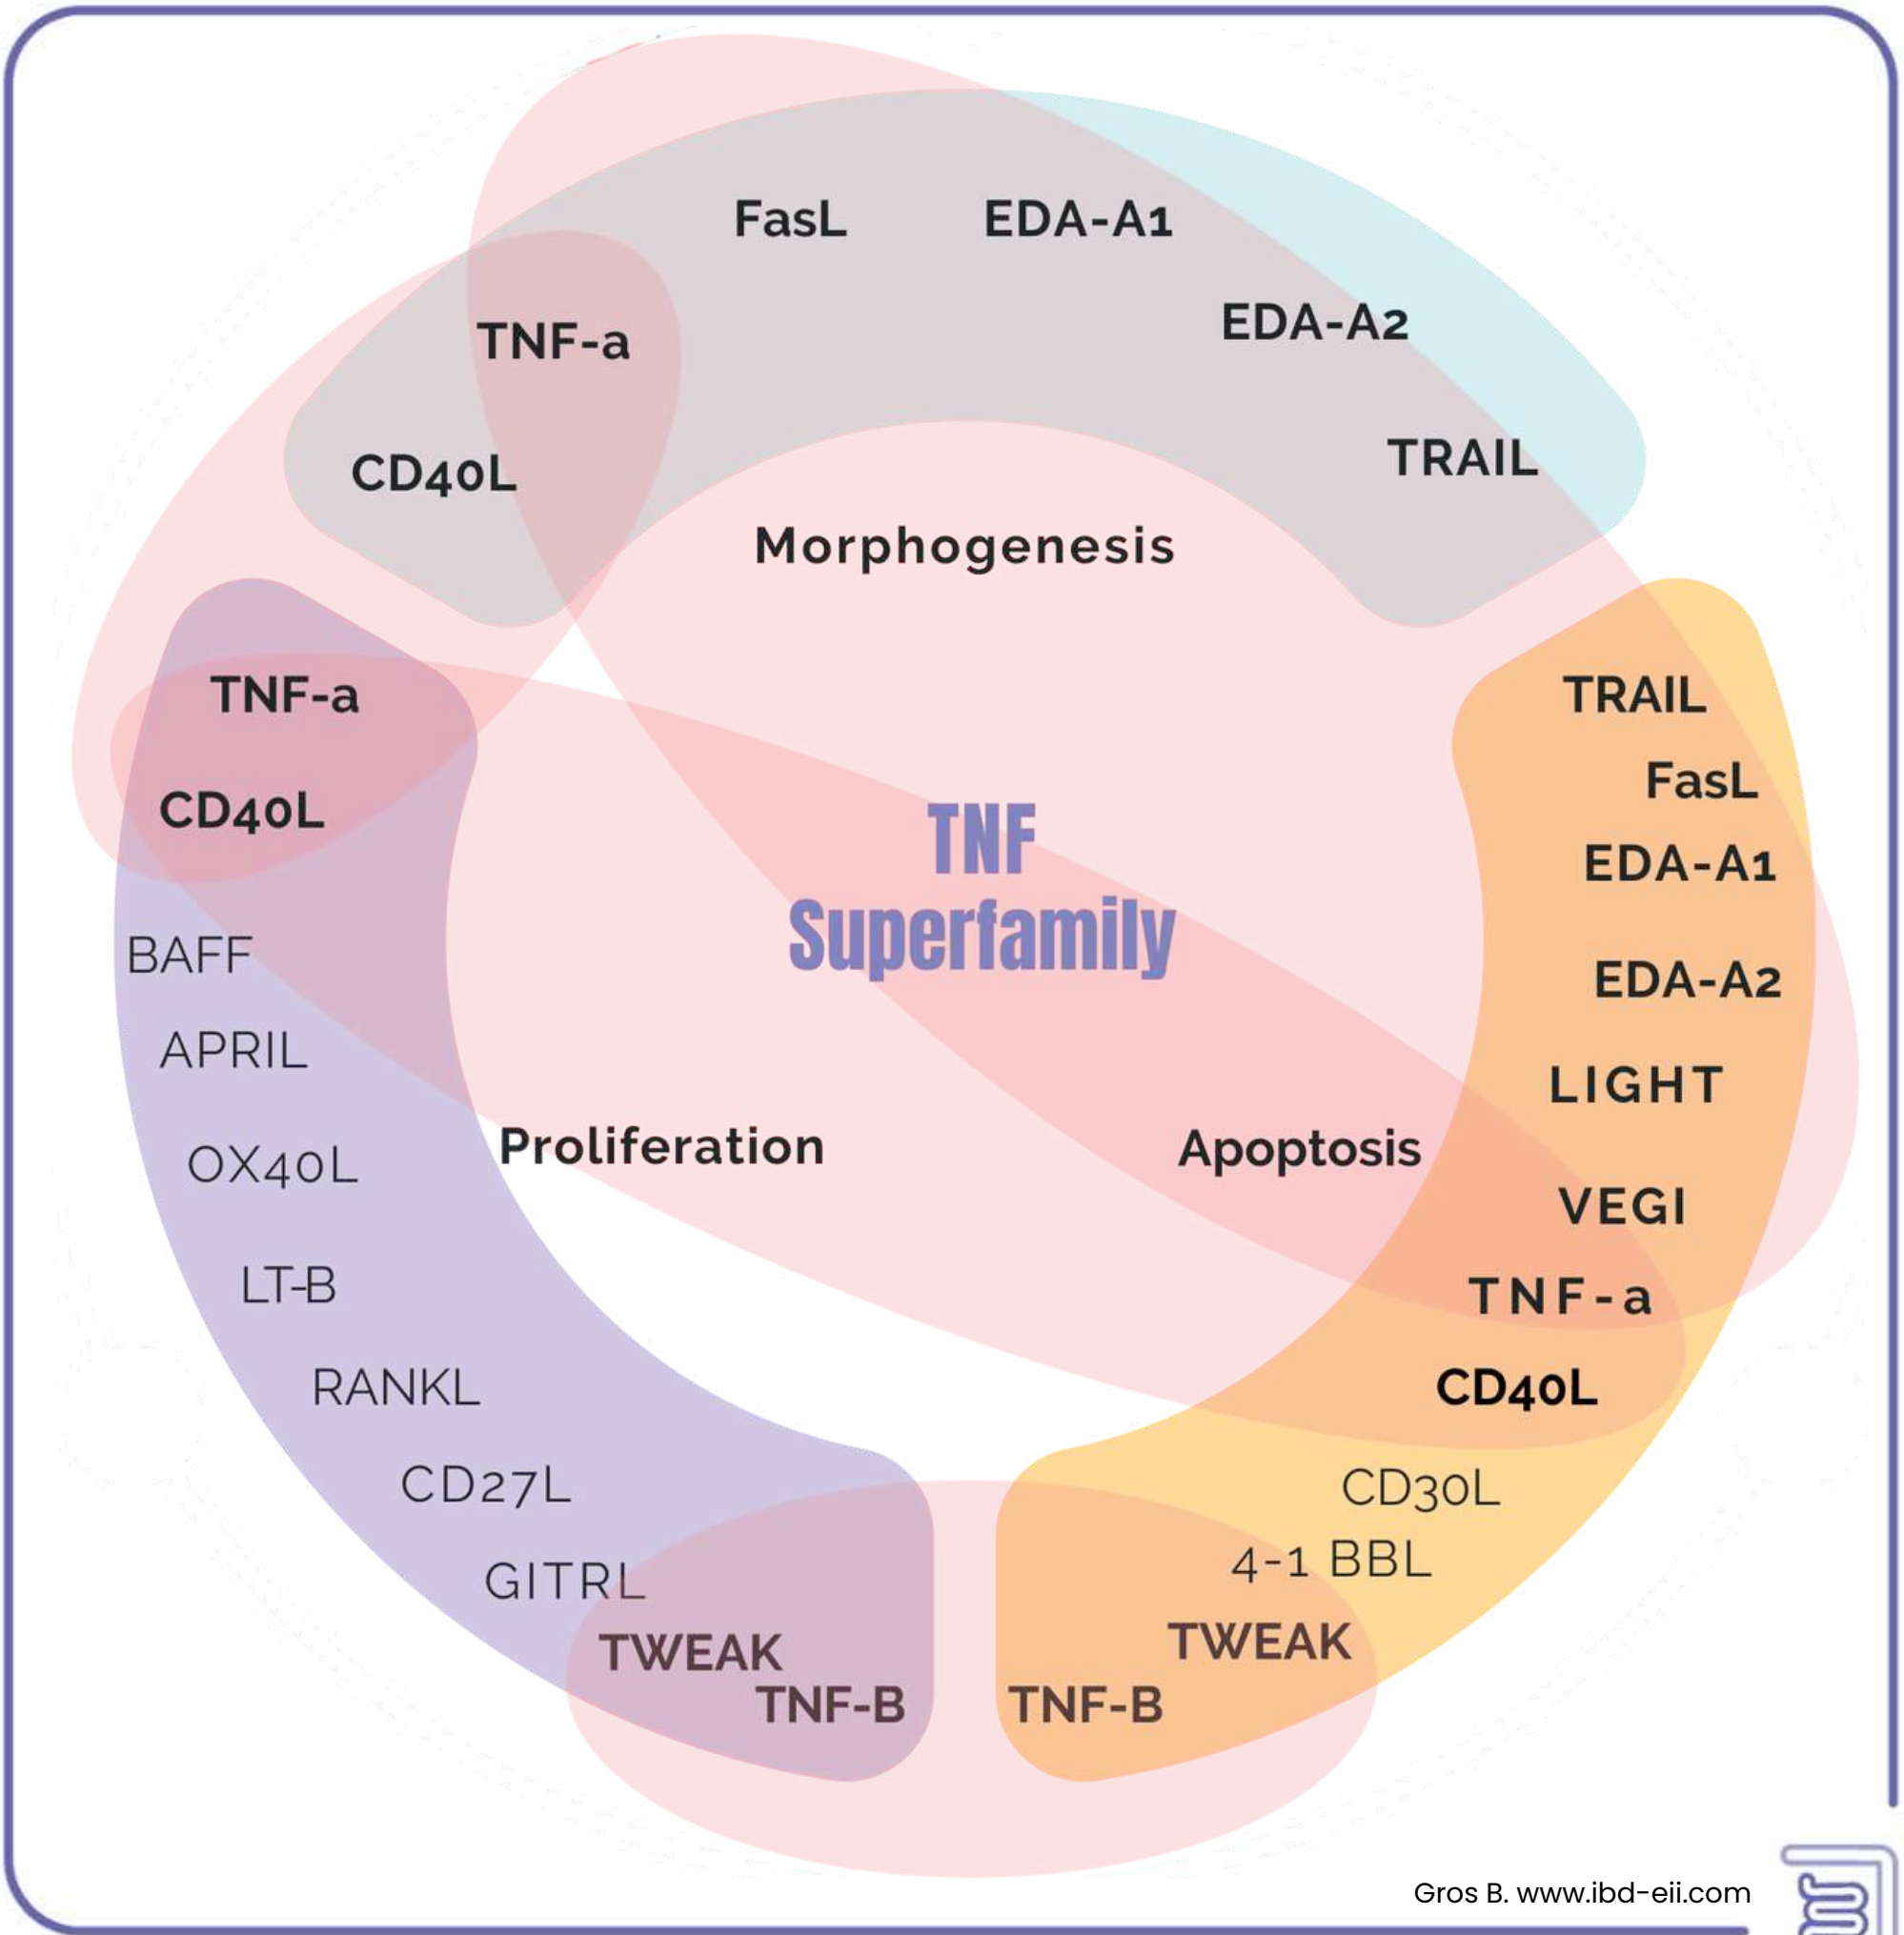 FasL
EDA-A1
EDA-A2
TNF-a
TRAIL
CD40L
Morphogenesis
TNF-a
CD40L
BAFF
APRIL
OX40L
LT-B
RANKL
CD27L
GITRL
TWEAK
TNF-B
Proliferation
TNF
Superfamily
Apoptosis
TRAIL
FasL
EDA-A1
EDA-A2
LIGHT
VEGI
TNF-a
CD40L
CD30L
4-1 BBL
TWEAK
TNF-B
Gros B. www.ibd-eii.com